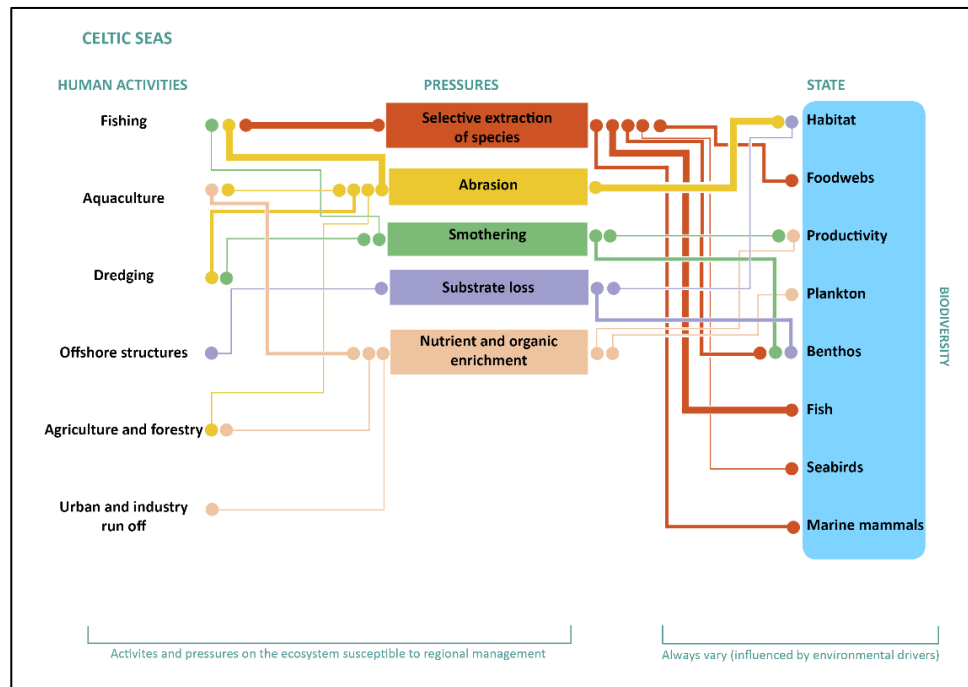 CELTIC SEAS
HUMAN ACTIVITIES
PRESSURES
STATE
Fishing
Aquaculture
Dredging
Offshore structures
Agriculture and forestry
Urban and industry
run off
Selective extraction
of species
Abrasion
Smothering
Substrate loss
Nutrient and organic
enrichment
Habitat
Foodwebs
Productivity
Plankton
Benthos
Fish
Seabirds
Marine mammals
BIODIVERSITY
Activites and pressures on the ecosystem susceptible to regional management
Always vary (influenced by environmental drivers)